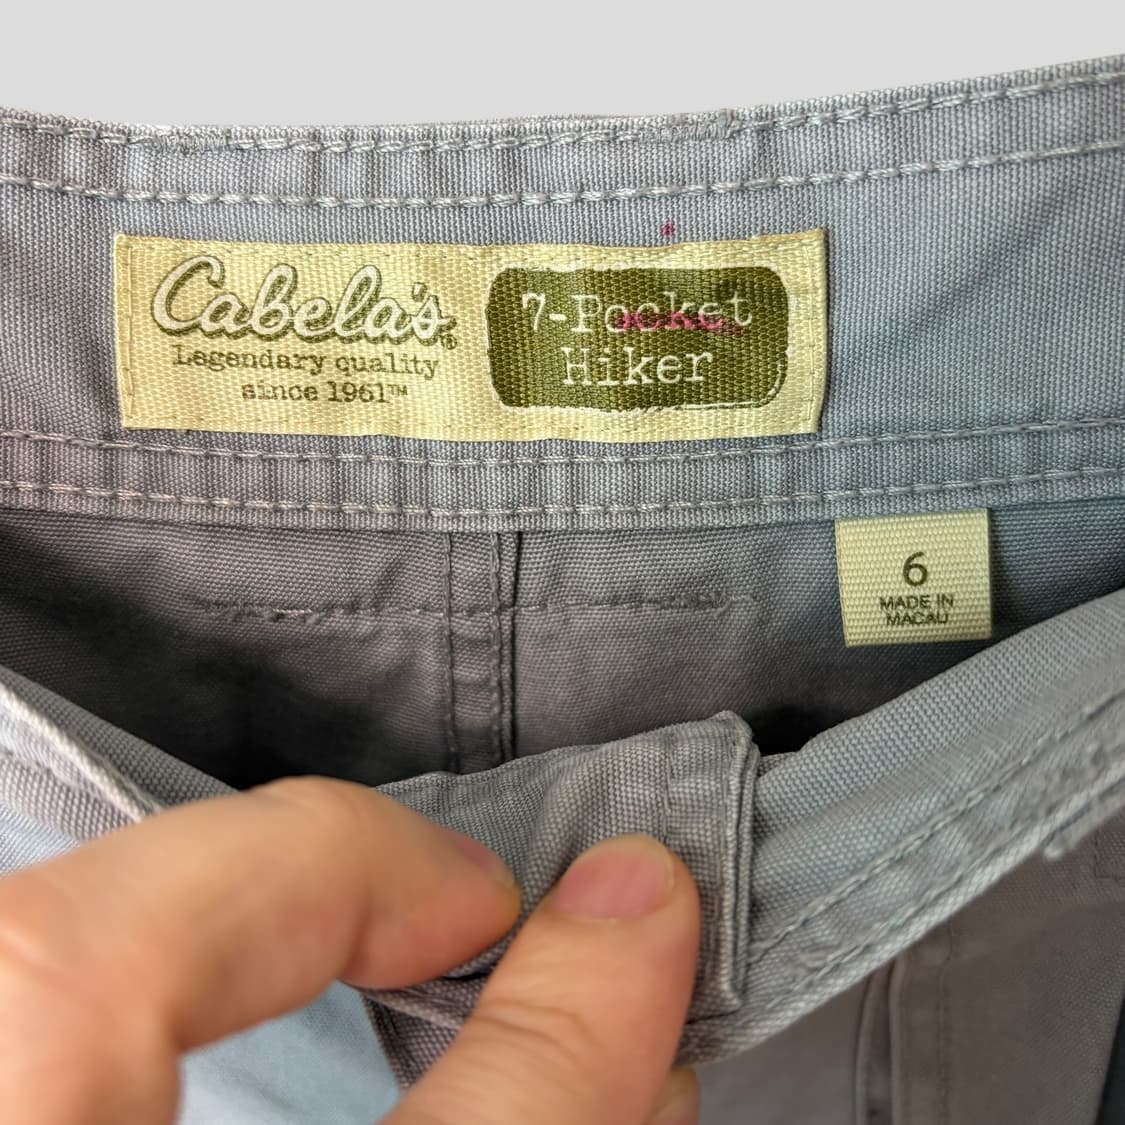 Cabela's®
Legendary quality
since 1961™
7-Pocket
Hiker
6
MADE IN
MACAU